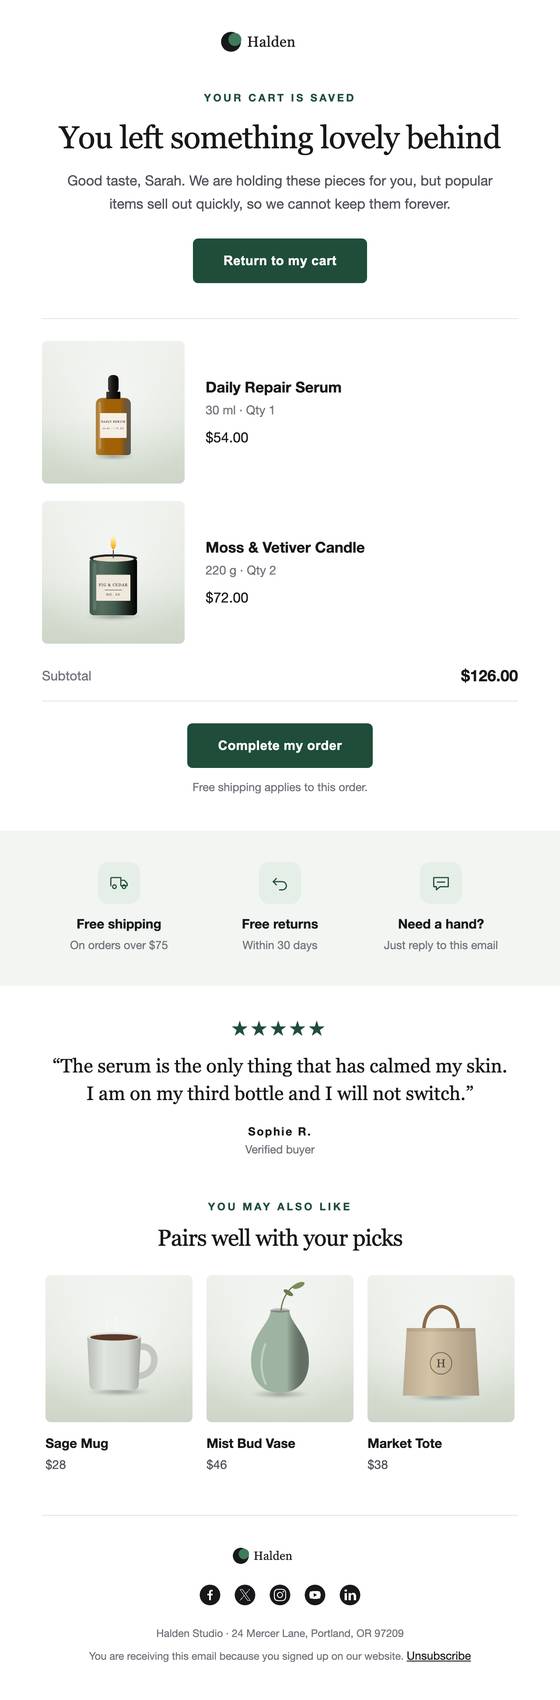 Halden
YOUR CART IS SAVED
You left something lovely behind
Good taste, Sarah. We are holding these pieces for you, but popular
items sell out quickly, so we cannot keep them forever.
Return to my cart
DAILY SERUM
Daily Repair Serum
30 ml · Qty 1
$54.00
FIG & CEDAR
Moss & Vetiver Candle
220 g · Qty 2
$72.00
Subtotal $126.00
Complete my order
Free shipping applies to this order.
Free shipping Free returns Need a hand?
On orders over $75 Within 30 days Just reply to this email
“The serum is the only thing that has calmed my skin.
I am on my third bottle and I will not switch.”
Sophie R.
Verified buyer
YOU MAY ALSO LIKE
Pairs well with your picks
H
Sage Mug Mist Bud Vase Market Tote
$28 $46 $38
Halden
Halden Studio · 24 Mercer Lane, Portland, OR 97209
You are receiving this email because you signed up on our website. Unsubscribe